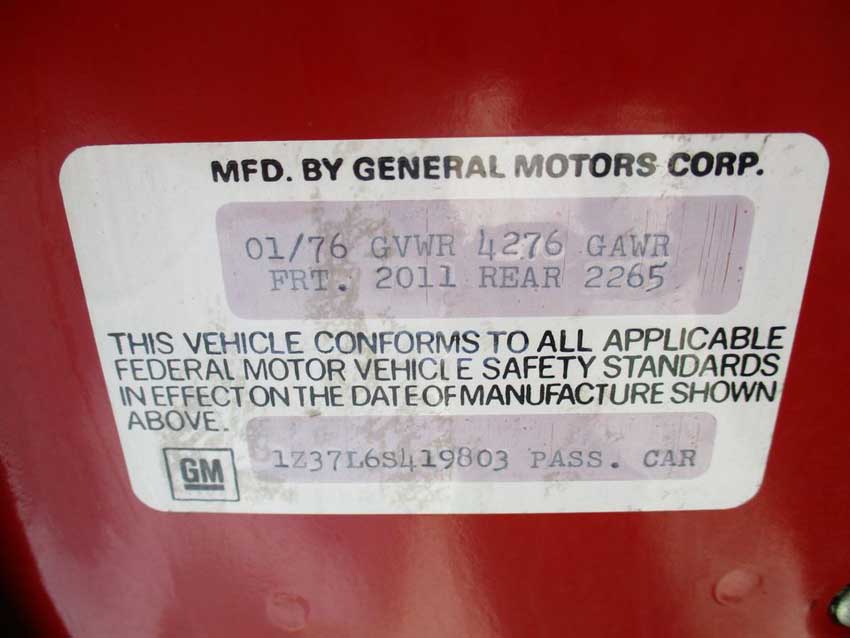 MFD. BY GENERAL MOTORS CORP.
01/76 GVWR 4276 GAWR
FRT. 2011 REAR 2265
THIS VEHICLE CONFORMS TO ALL APPLICABLE
FEDERAL MOTOR VEHICLE SAFETY STANDARDS
IN EFFECT ON THE DATE OF MANUFACTURE SHOWN
ABOVE.
GM
1Z37L6S419803 PASS. CAR